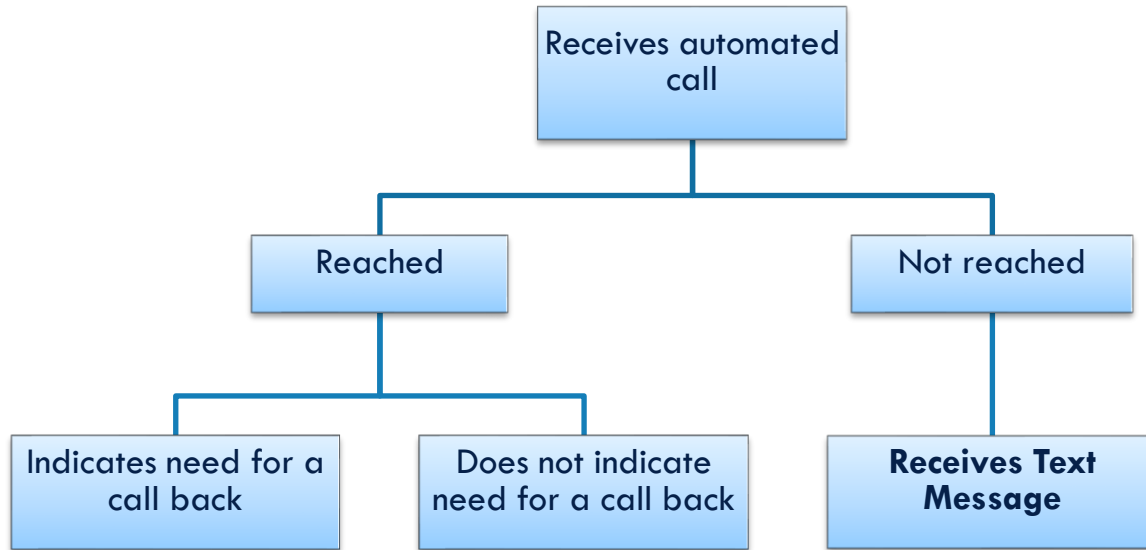 Receives automated
call
Reached
Not reached
Indicates need for a
call back
Does not indicate
need for a call back
Receives Text
Message